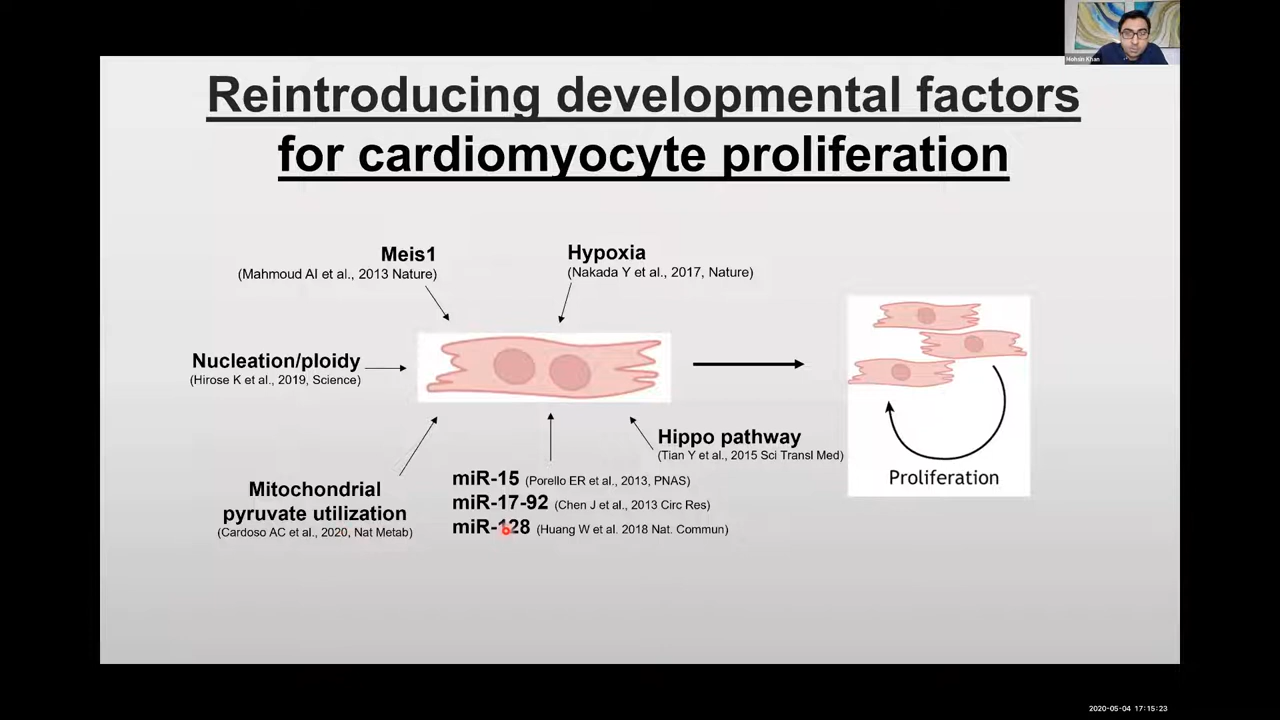 Mohsin Khan
Reintroducing developmental factors
for cardiomyocyte proliferation
Meis1
(Mahmoud AI et al., 2013 Nature)
Hypoxia
(Nakada Y et al., 2017, Nature)
Nucleation/ploidy
(Hirose K et al., 2019, Science)
Hippo pathway
(Tian Y et al., 2015 Sci Transl Med)
Mitochondrial
pyruvate utilization
(Cardoso AC et al., 2020, Nat Metab)
miR-15 (Porello ER et al., 2013, PNAS)
miR-17-92 (Chen J et al., 2013 Circ Res)
miR-128 (Huang W et al. 2018 Nat. Commun)
Proliferation
2020-05-04 17:15:23